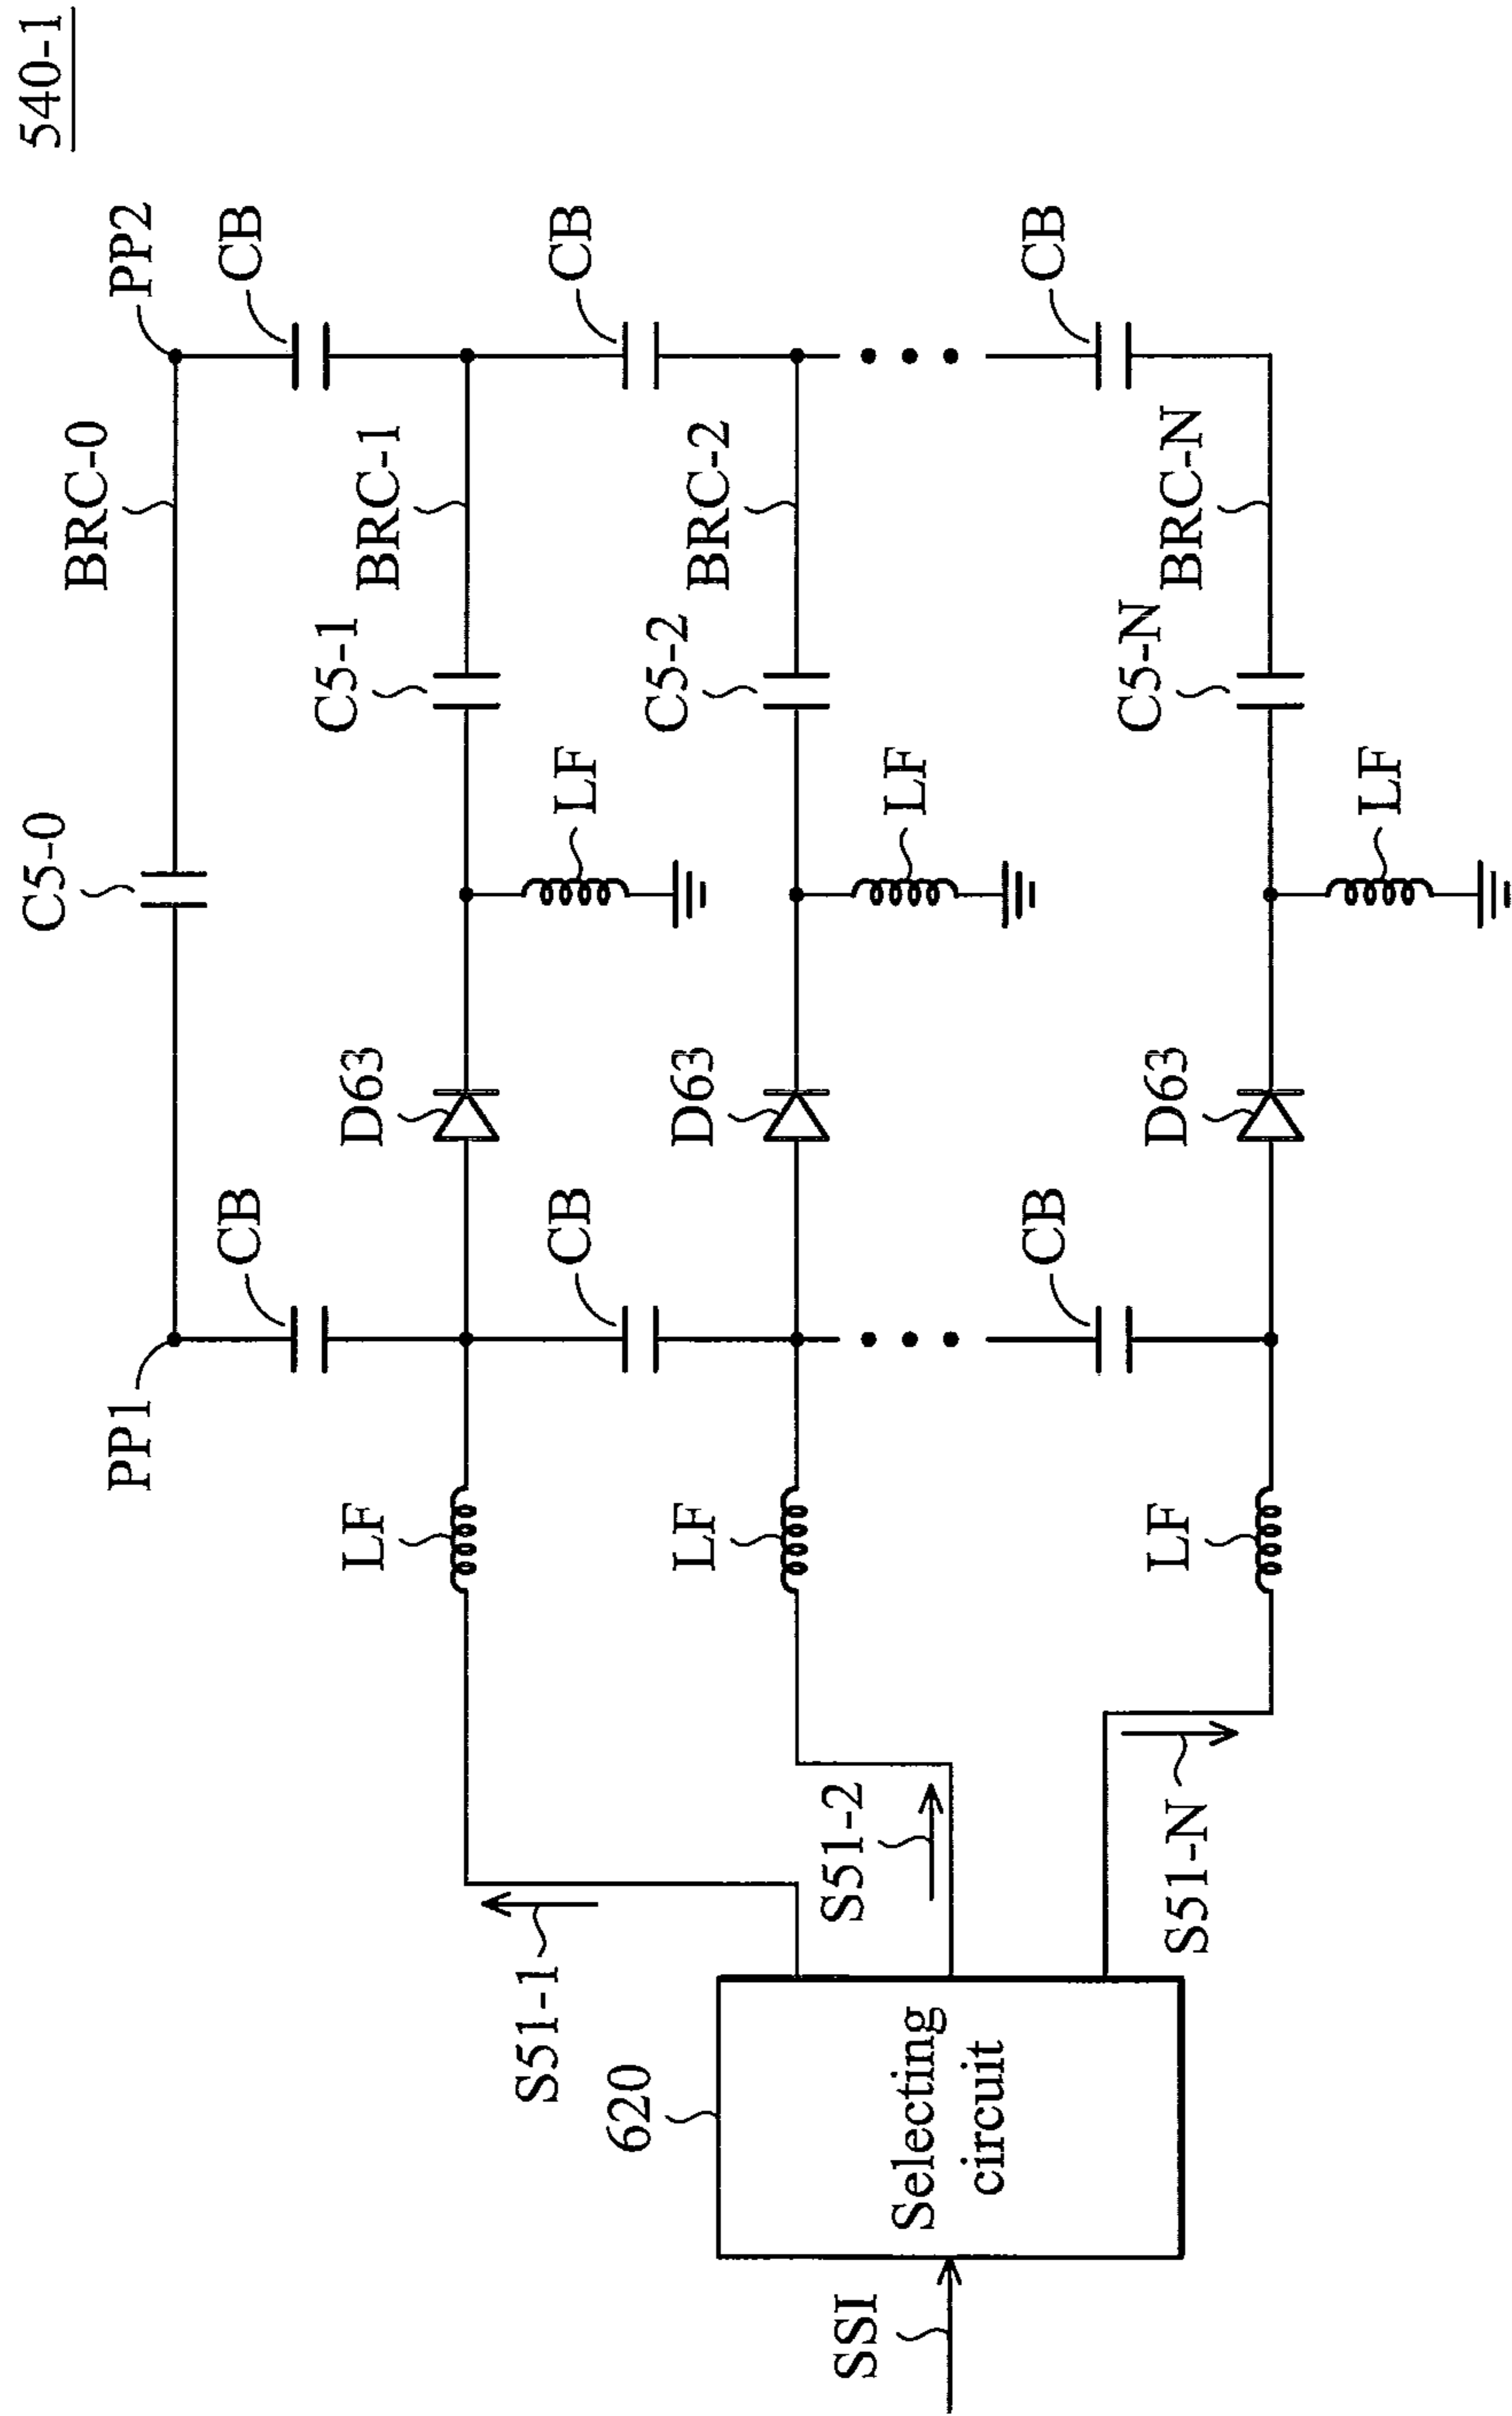 540-1
C5-0
BRC-0
PP1
PP2
CB
CB
LF
D63
C5-1
BRC-1
LF
CB
CB
LF
D63
C5-2
BRC-2
LF
CB
CB
LF
D63
C5-N
BRC-N
LF
S51-1
S51-2
S51-N
620
Selecting
circuit
SSI